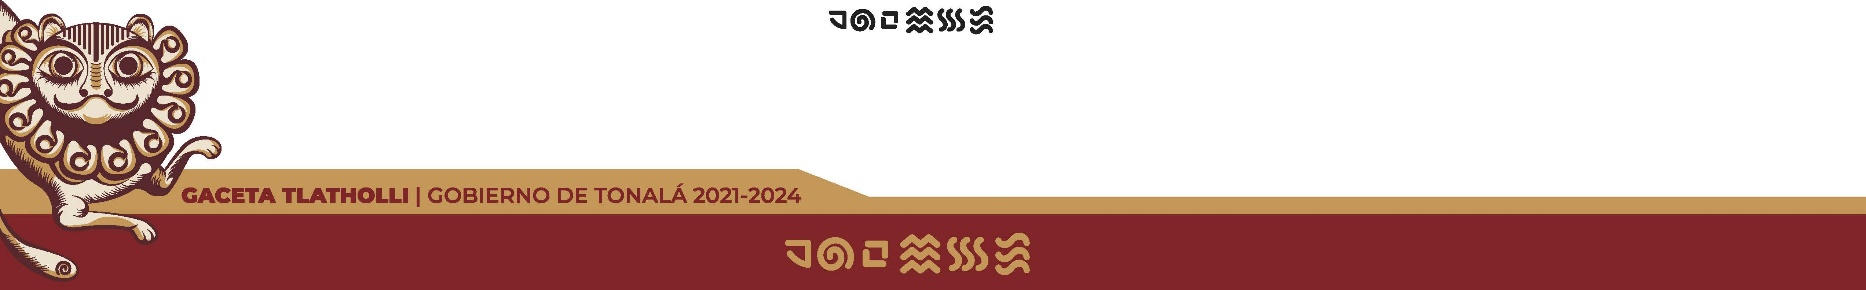 GACETA TLATHOLLI | GOBIERNO DE TONALÁ 2021-2024